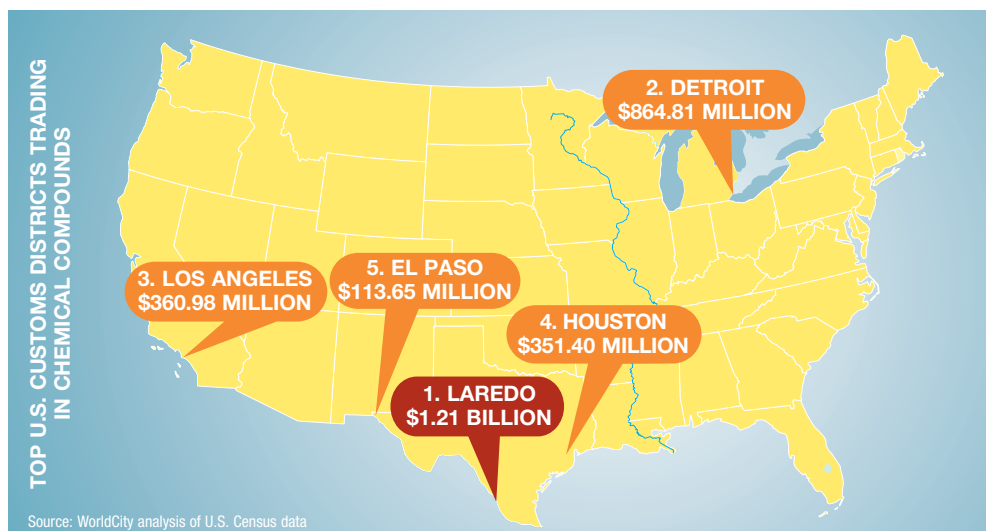 TOP U.S. CUSTOMS DISTRICTS TRADING
IN CHEMICAL COMPOUNDS
2. DETROIT
$864.81 MILLION
3. LOS ANGELES
$360.98 MILLION
5. EL PASO
$113.65 MILLION
4. HOUSTON
$351.40 MILLION
1. LAREDO
$1.21 BILLION
Source: WorldCity analysis of U.S. Census data